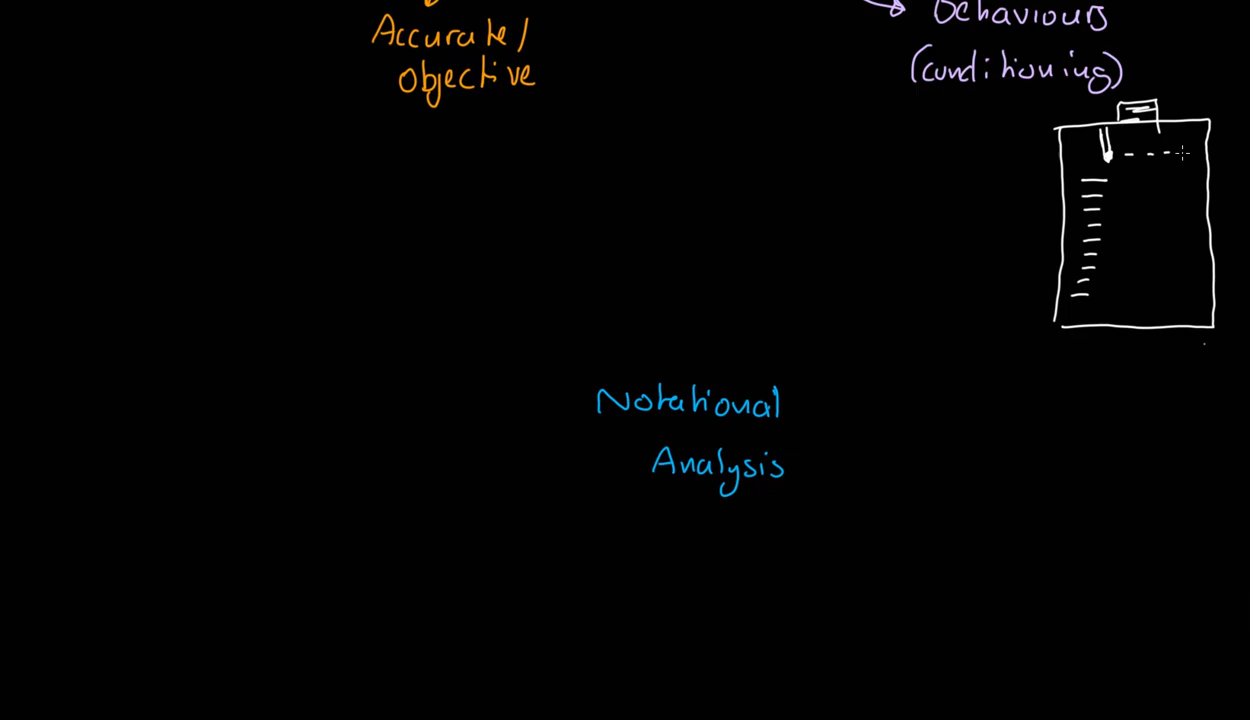 Accurate/
objective
Behaviours
(conditioning)
Notational
Analysis